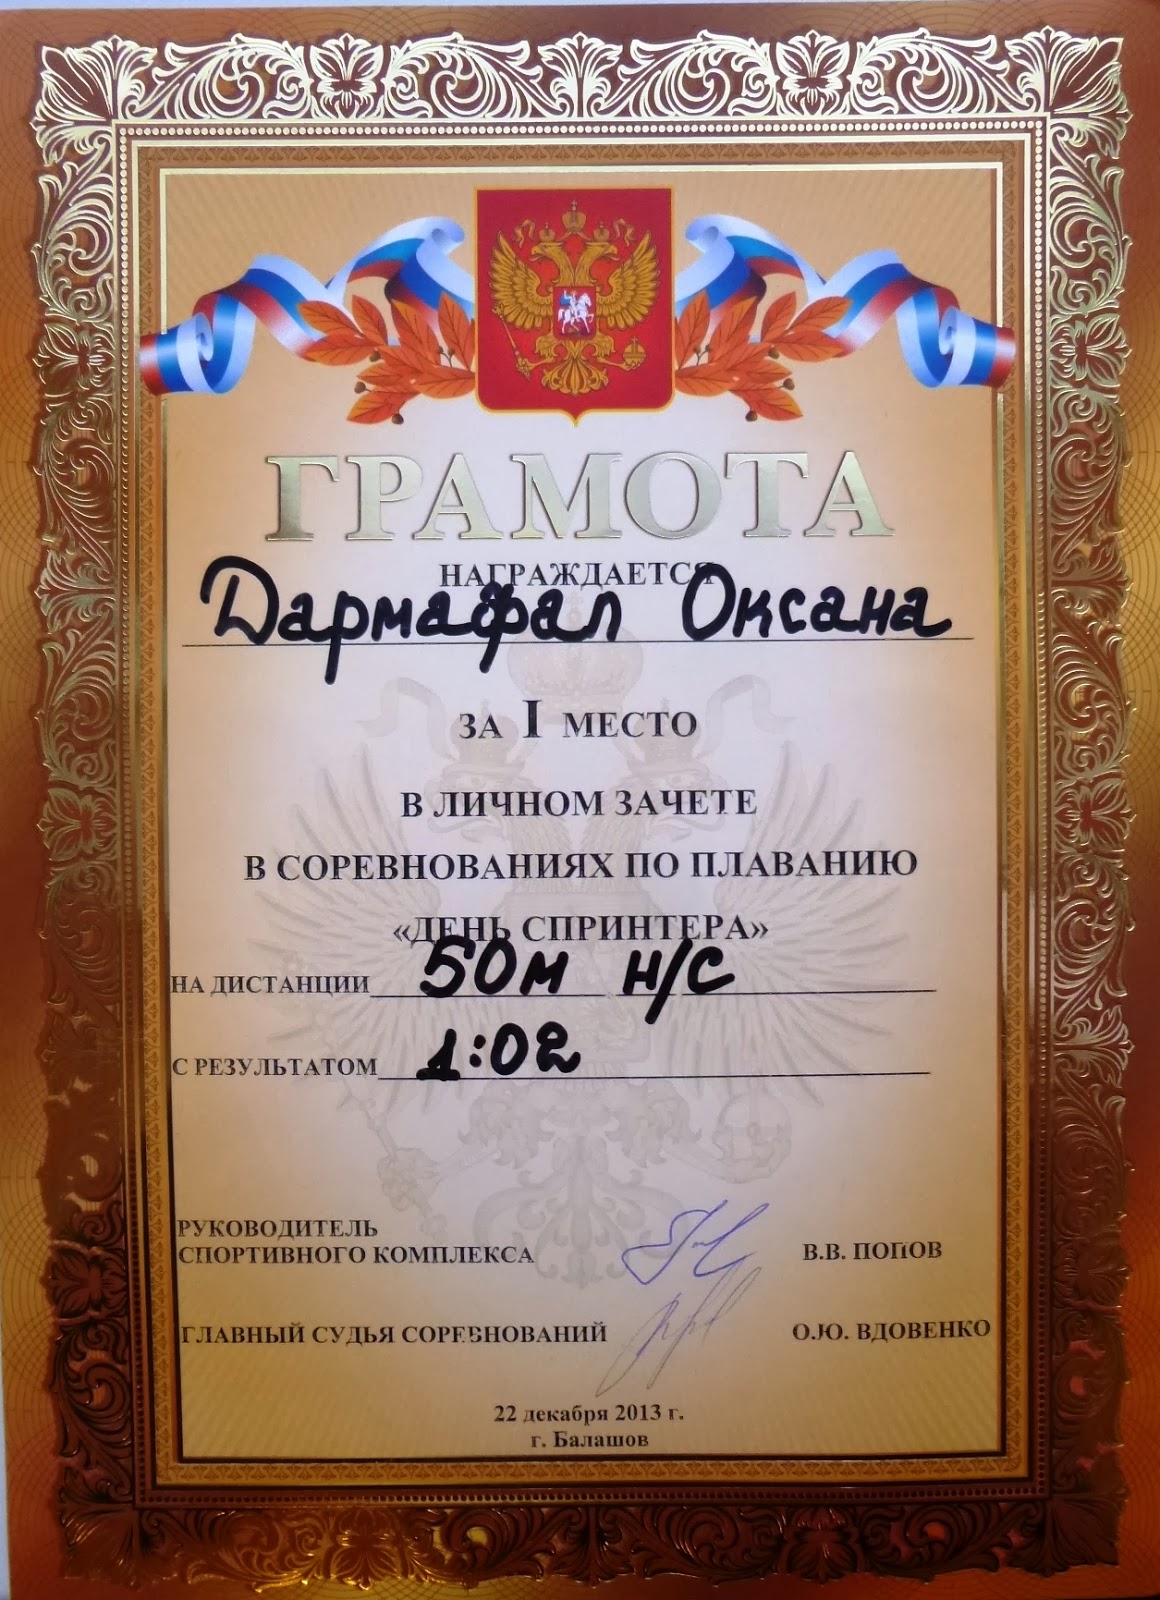 ГРАМОТА
НАГРАЖДАЕТСЯ
Дармафал Оксана
ЗА I МЕСТО
В ЛИЧНОМ ЗАЧЕТЕ
В СОРЕВНОВАНИЯХ ПО ПЛАВАНИЮ
«ДЕНЬ СПРИНТЕРА»
НА ДИСТАНЦИИ 50м н/с
С РЕЗУЛЬТАТОМ 1:02
РУКОВОДИТЕЛЬ
СПОРТИВНОГО КОМПЛЕКСА В.В. ПОПОВ
ГЛАВНЫЙ СУДЬЯ СОРЕВНОВАНИЙ О.Ю. ВДОВЕНКО
22 декабря 2013 г.
г. Балашов